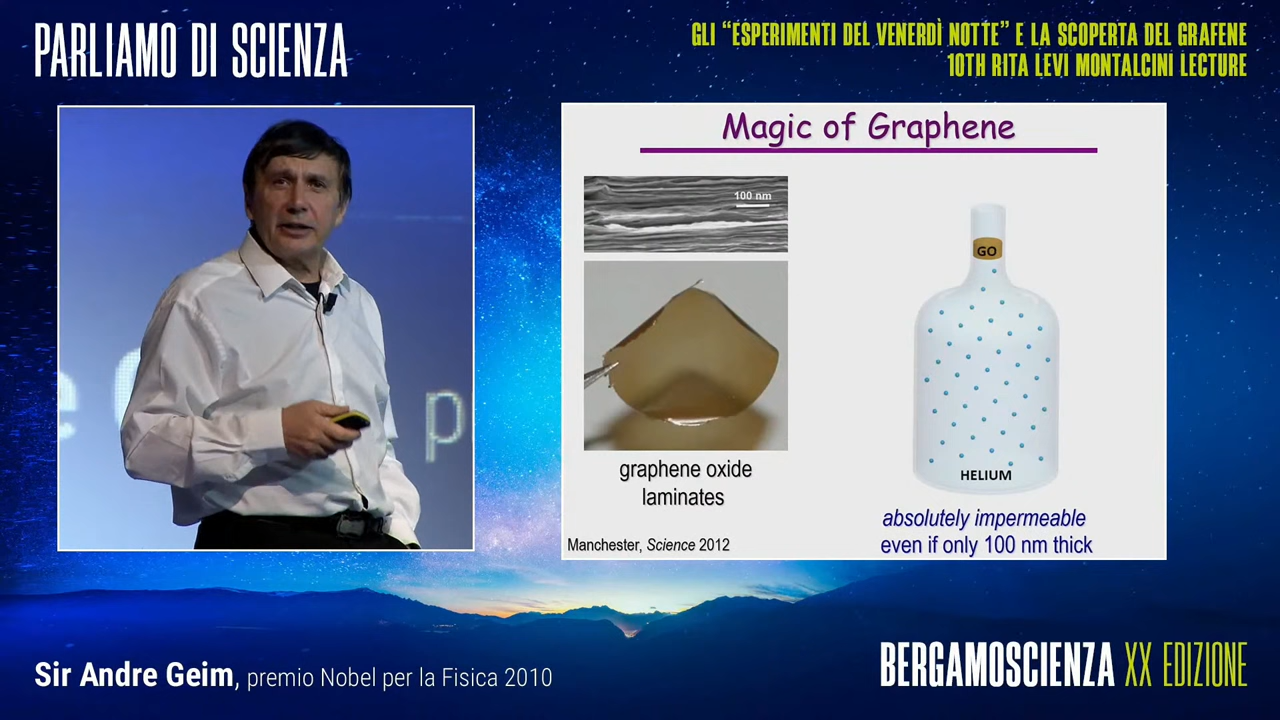 PARLIAMO DI SCIENZA
GLI “ESPERIMENTI DEL VENERDÌ NOTTE” E LA SCOPERTA DEL GRAFENE
10TH RITA LEVI MONTALCINI LECTURE
Magic of Graphene
100 nm
GO
HELIUM
graphene oxide
laminates
absolutely impermeable
even if only 100 nm thick
Manchester, Science 2012
Sir Andre Geim, premio Nobel per la Fisica 2010
BERGAMOSCIENZA XX EDIZIONE